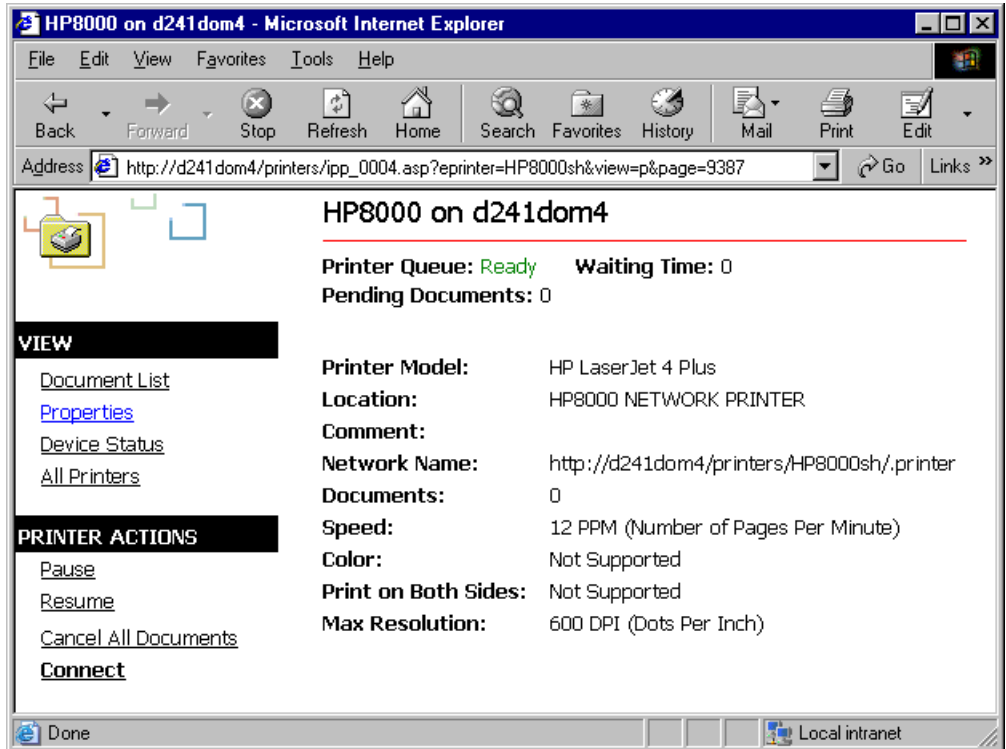 HP8000 on d241dom4 - Microsoft Internet Explorer
File Edit View Favorites Tools Help
Back Forward Stop Refresh Home Search Favorites History Mail Print Edit
Address http://d241dom4/printers/ipp_0004.asp?eprinter=HP8000sh&view=p&page=9387 Go Links »
HP8000 on d241dom4
Printer Queue: Ready Waiting Time: 0
Pending Documents: 0
VIEW
Document List
Properties
Device Status
All Printers
PRINTER ACTIONS
Pause
Resume
Cancel All Documents
Connect
Printer Model: HP LaserJet 4 Plus
Location: HP8000 NETWORK PRINTER
Comment:
Network Name: http://d241dom4/printers/HP8000sh/.printer
Documents: 0
Speed: 12 PPM (Number of Pages Per Minute)
Color: Not Supported
Print on Both Sides: Not Supported
Max Resolution: 600 DPI (Dots Per Inch)
Done Local intranet